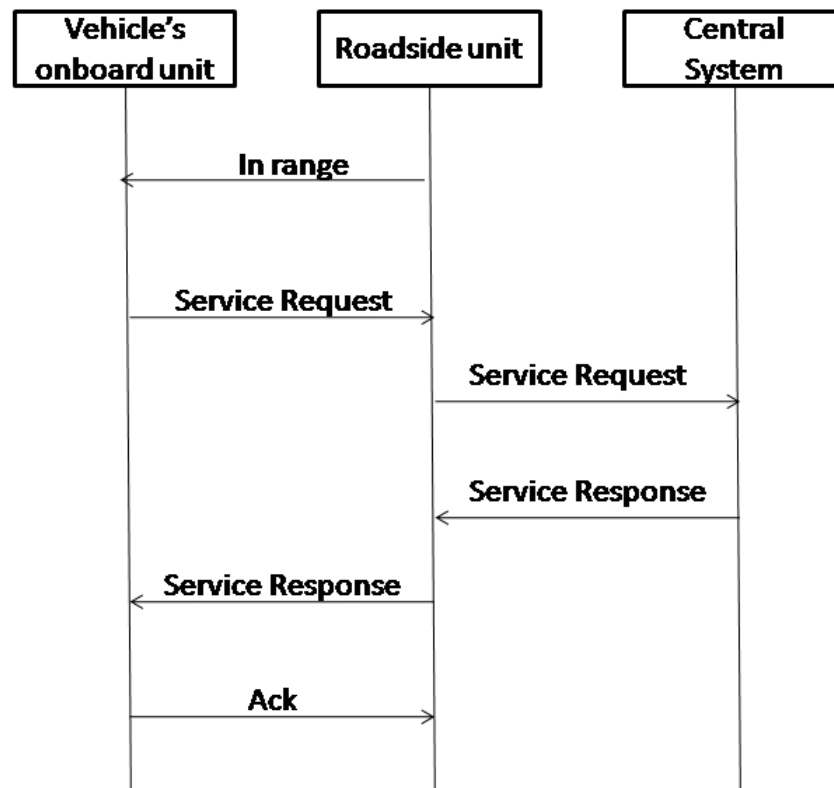 Vehicle's
onboard unit
Roadside unit
Central
System
In range
Service Request
Service Request
Service Response
Service Response
Ack